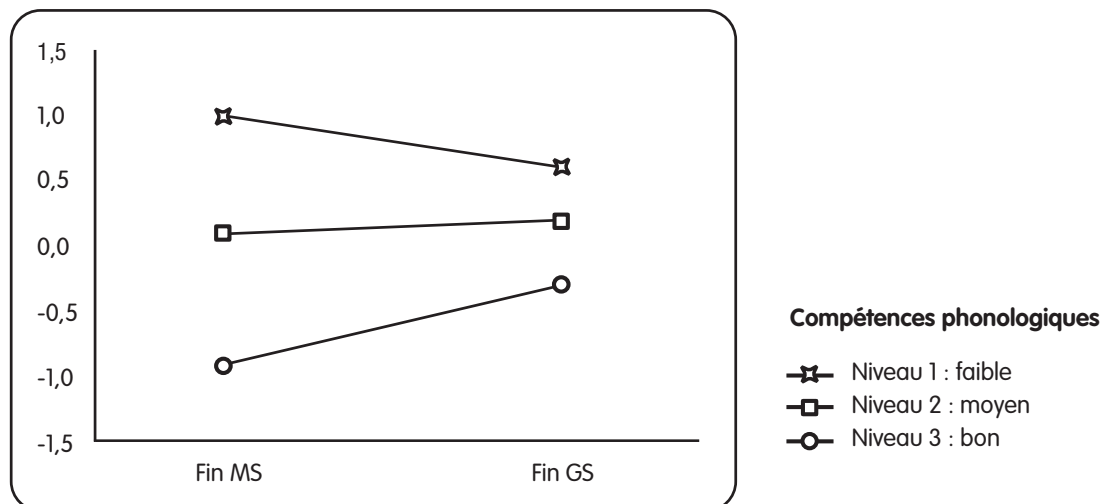 1,5
1,0
0,5
0,0
-0,5
-1,0
-1,5
Fin MS Fin GS
Compétences phonologiques
Niveau 1 : faible
Niveau 2 : moyen
Niveau 3 : bon